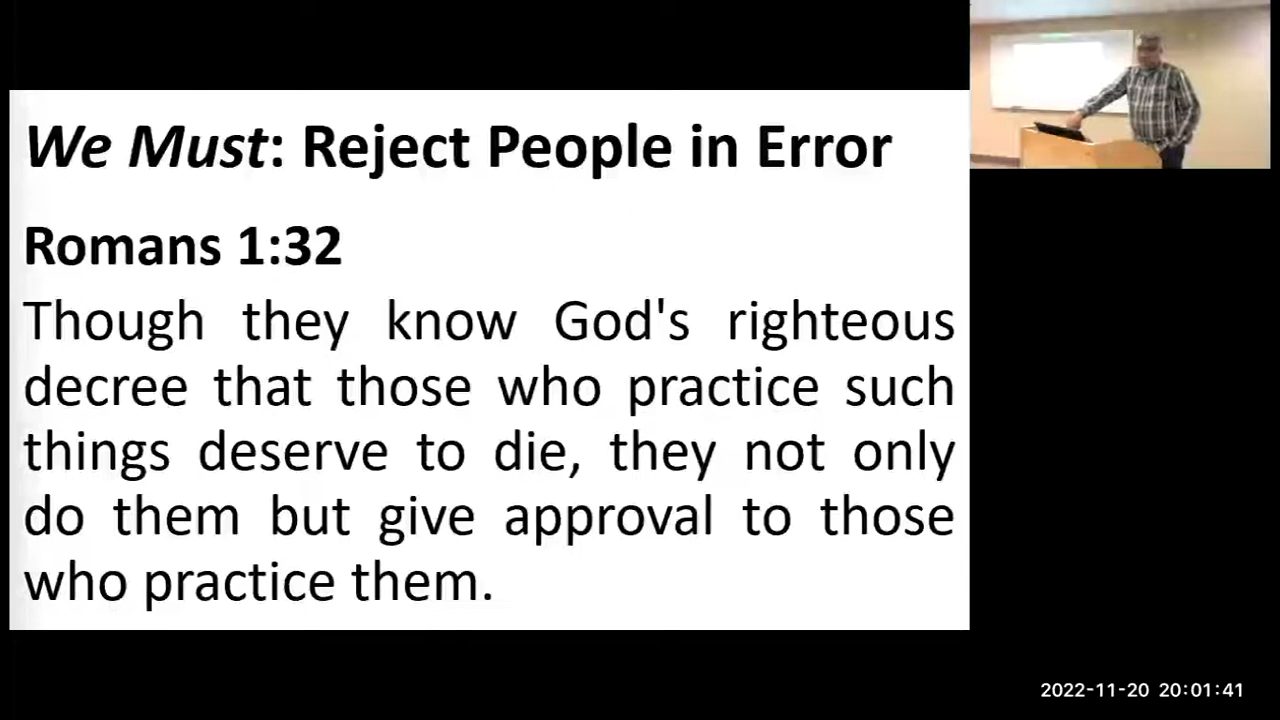 We Must: Reject People in Error
Romans 1:32
Though they know God's righteous
decree that those who practice such
things deserve to die, they not only
do them but give approval to those
who practice them.
2022-11-20 20:01:41